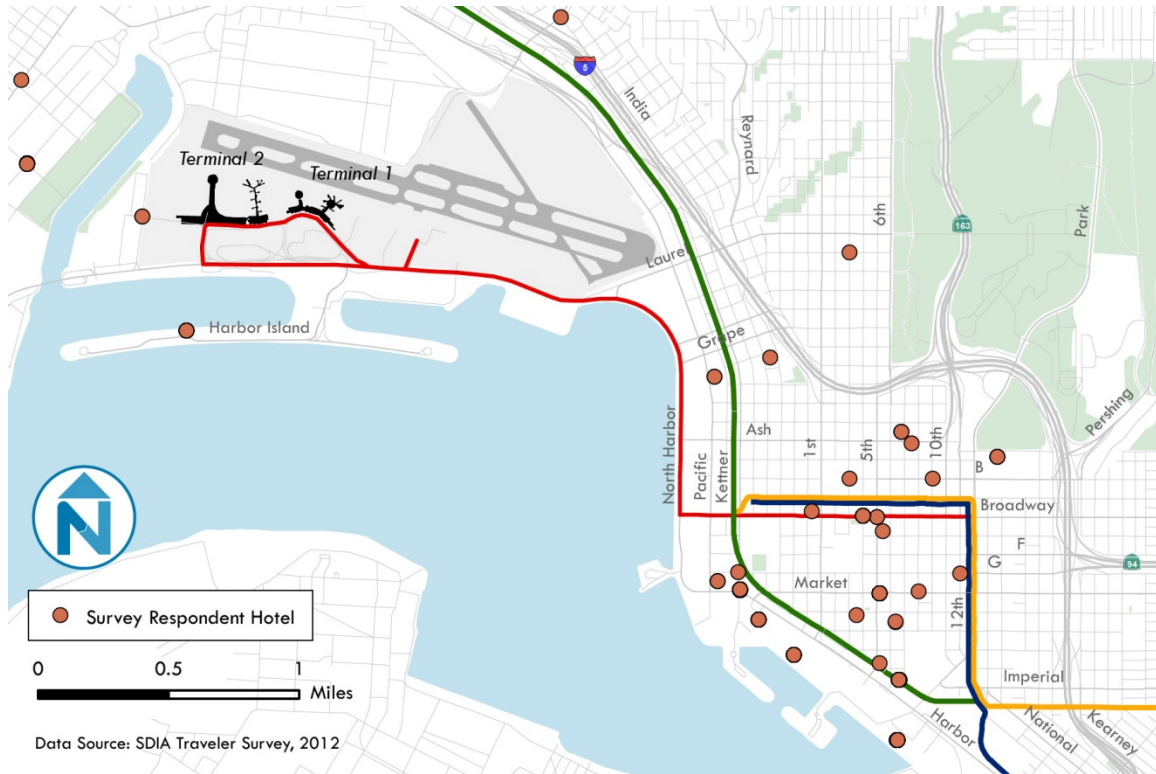 5
India
Reynard
Terminal 2
Terminal 1
6th
163
Park
Laurel
Harbor Island
Grape
Pershing
North Harbor
Pacific
Kettner
Ash
1st
5th
10th
B
Broadway
F
G
94
Market
12th
N
Survey Respondent Hotel
Imperial
0 0.5 1
Miles
Harbor
National
Kearney
Data Source: SDIA Traveler Survey, 2012